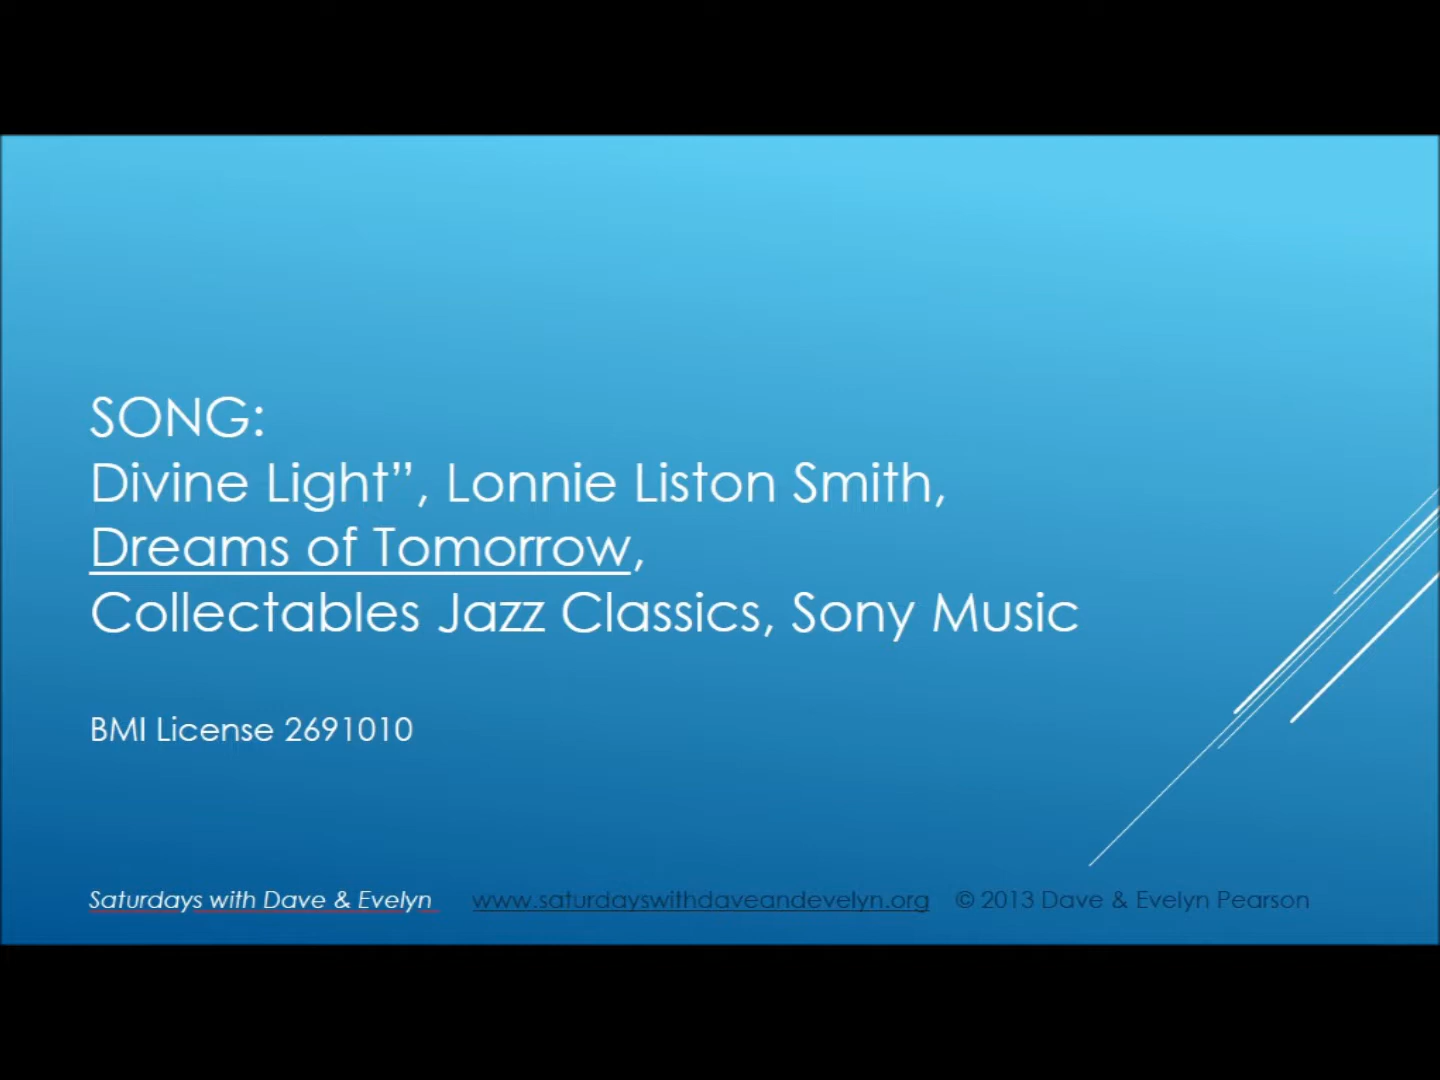 SONG:
Divine Light”, Lonnie Liston Smith,
Dreams of Tomorrow,
Collectables Jazz Classics, Sony Music
BMI License 2691010
Saturdays with Dave & Evelyn www.saturdayswithdaveandevelyn.org © 2013 Dave & Evelyn Pearson